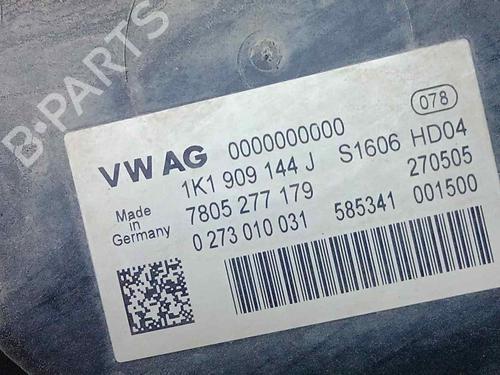 B-PARTS
078
VW AG 0000000000
1K1 909 144 J S1606 HD04
Made in Germany
7805 277 179 270505
0 273 010 031 585341 001500